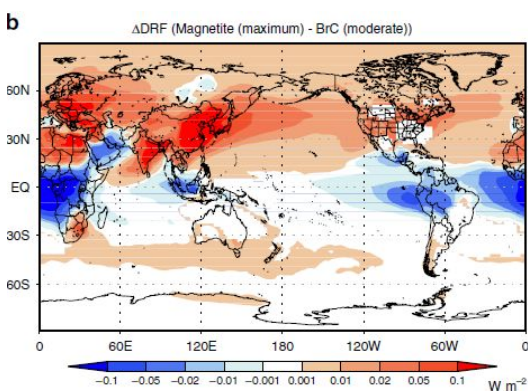 b
ΔDRF (Magnetite (maximum) - BrC (moderate))
60N
30N
EQ
30S
60S
0 60E 120E 180 120W 60W 0
−0.1 −0.05 −0.02 −0.01 −0.001 0.001 0.01 0.02 0.05 0.1
W m⁻²